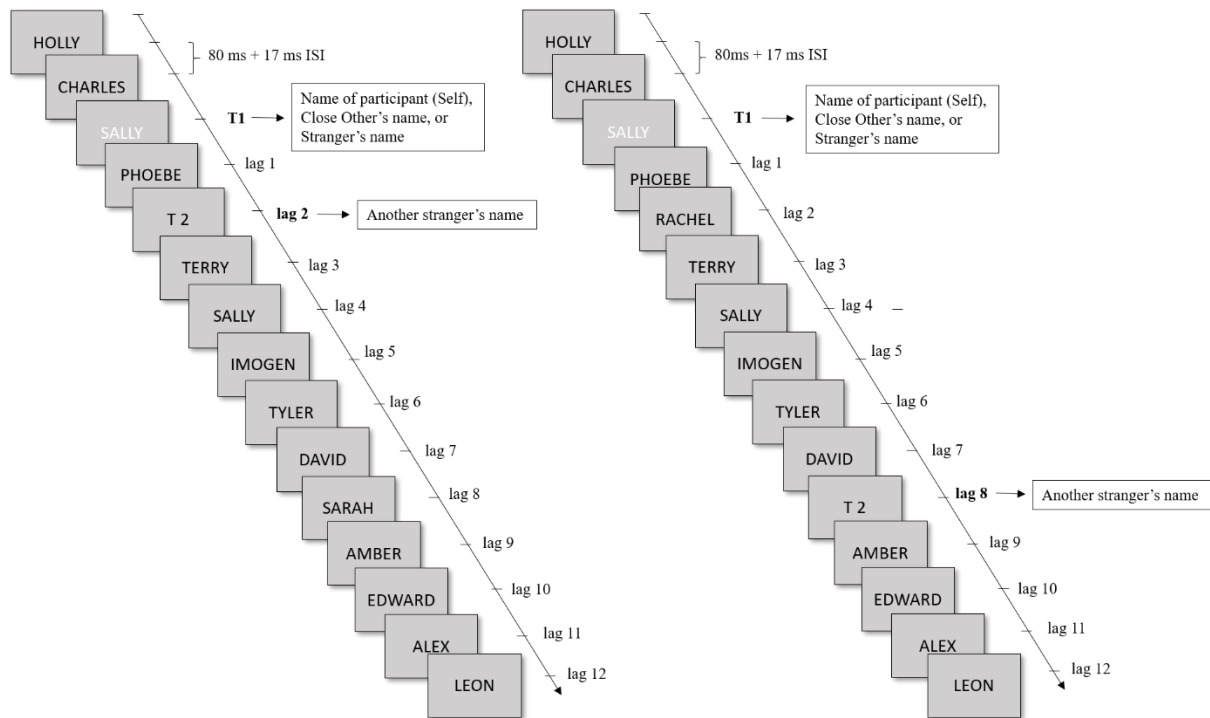 HOLLY
80 ms + 17 ms ISI
CHARLES
T1
Name of participant (Self),
Close Other's name, or
Stranger's name
SALLY
lag 1
PHOEBE
lag 2
Another stranger's name
T 2
lag 3
TERRY
lag 4
SALLY
lag 5
IMOGEN
lag 6
TYLER
lag 7
DAVID
lag 8
SARAH
lag 9
AMBER
lag 10
EDWARD
lag 11
ALEX
lag 12
LEON
HOLLY
80ms + 17 ms ISI
CHARLES
T1
Name of participant (Self),
Close Other's name, or
Stranger's name
SALLY
lag 1
PHOEBE
lag 2
RACHEL
lag 3
TERRY
lag 4
SALLY
lag 5
IMOGEN
lag 6
TYLER
lag 7
DAVID
lag 8
Another stranger's name
T 2
lag 9
AMBER
lag 10
EDWARD
lag 11
ALEX
lag 12
LEON